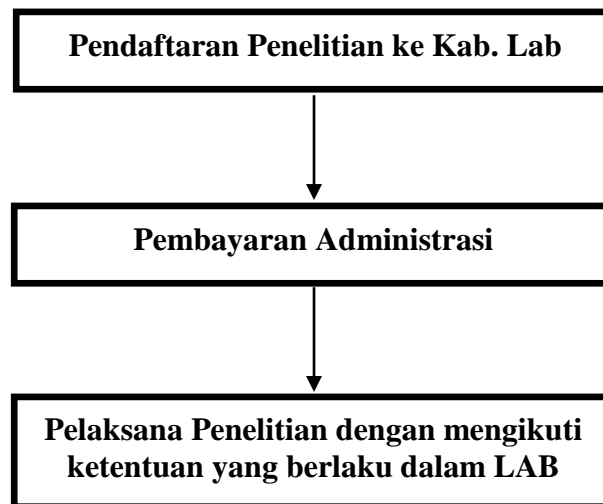 Pendaftaran Penelitian ke Kab. Lab
Pembayaran Administrasi
Pelaksana Penelitian dengan mengikuti
ketentuan yang berlaku dalam LAB